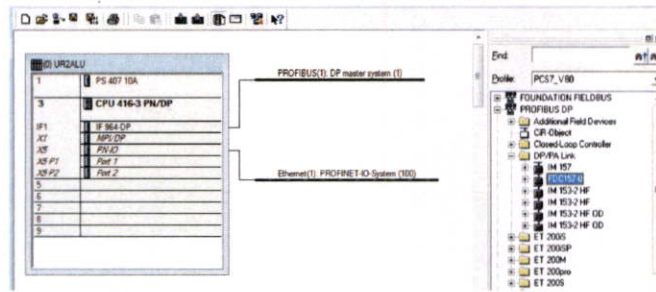 (0) UR2ALU
1 PS 407 10A
3 CPU 416-3 PN/DP
IF1 IF 964-DP
X1 MPI/DP
X5 PN-IO
X5 P1 Port 1
X5 P2 Port 2
5
6
7
8
9
PROFIBUS(1): DP master system (1)
Ethernet(1): PROFINET-IO-System (100)
Find:
Profile: PCS7_V80
FOUNDATION FIELDBUS
PROFIBUS DP
Additional Field Devices
CiR-Object
Closed-Loop Controller
DP/PA Link
IM 157
FDC157-0
IM 153-2 HF
IM 153-2 HF
IM 153-2 HF OD
IM 153-2 HF OD
ET 200iS
ET 200iSP
ET 200M
ET 200pro
ET 200S